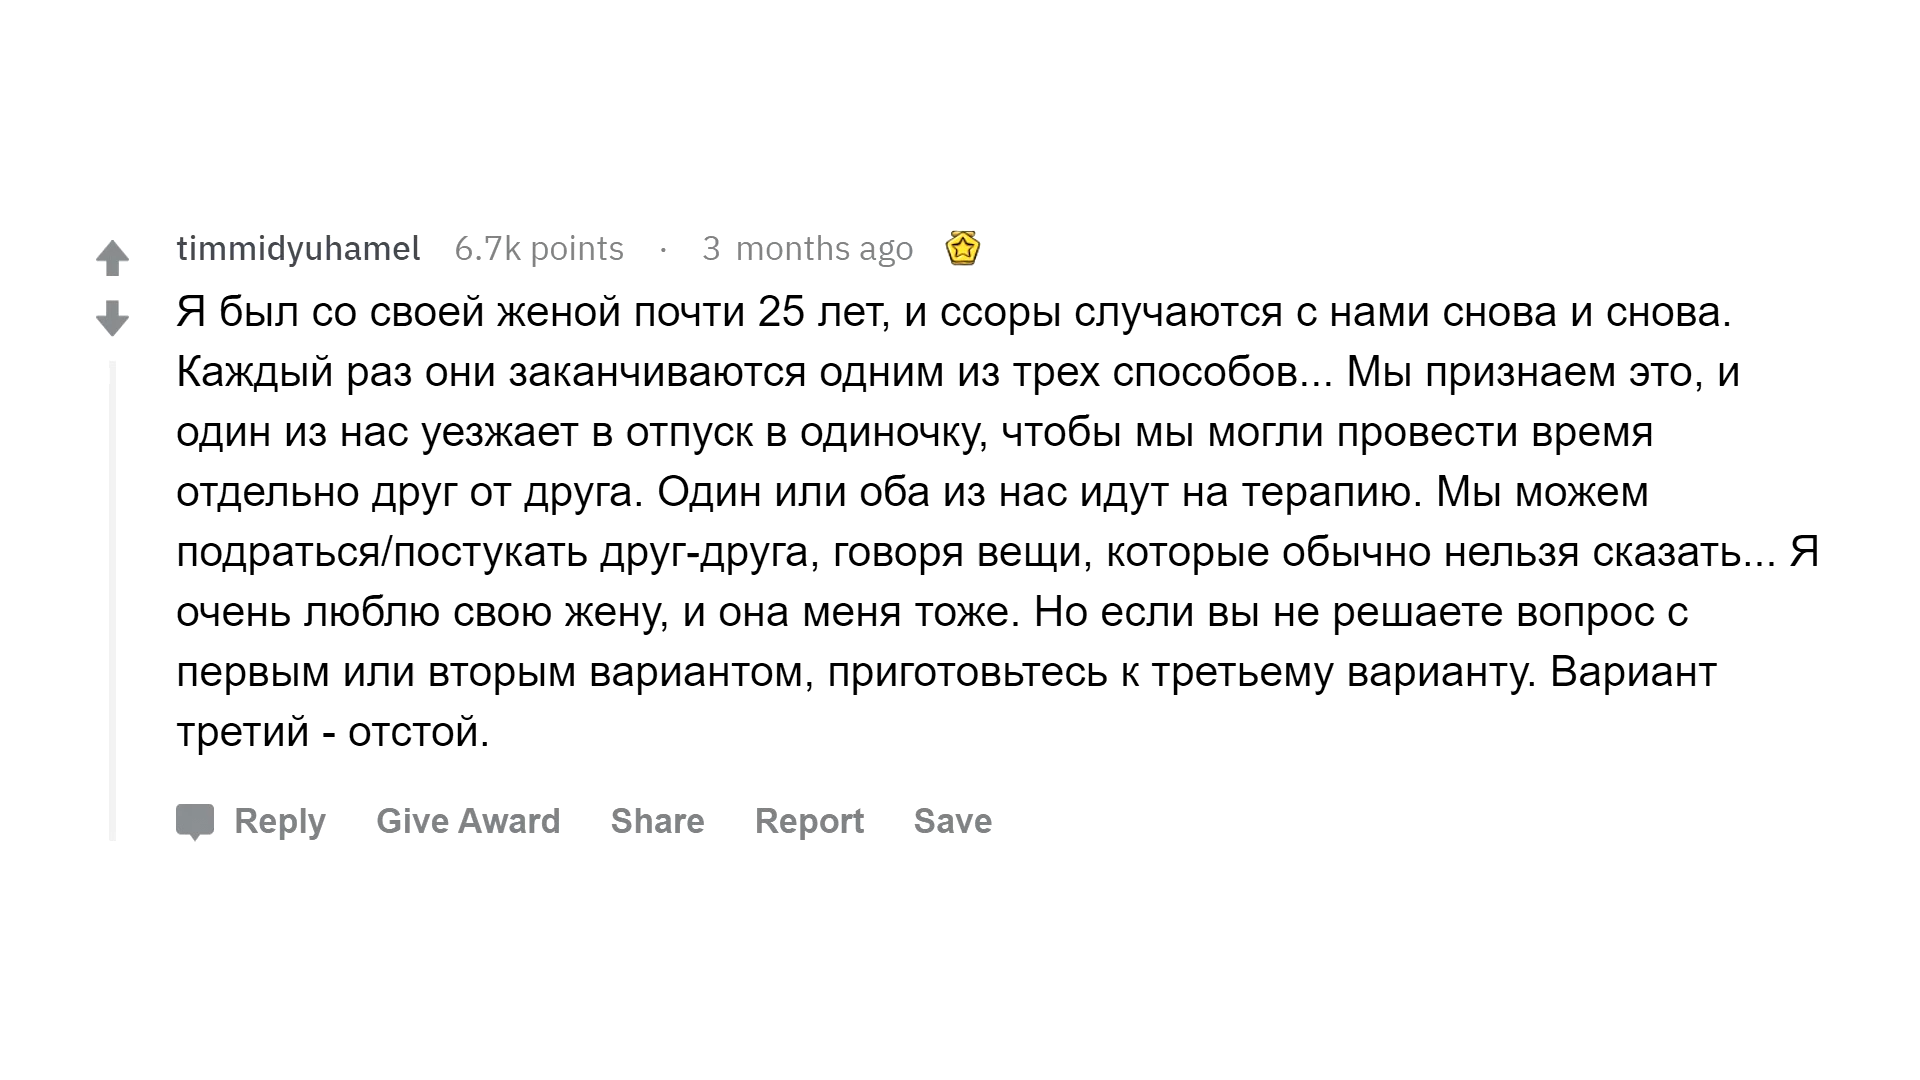 timmidyuhamel 6.7k points · 3 months ago
Я был со своей женой почти 25 лет, и ссоры случаются с нами снова и снова.
Каждый раз они заканчиваются одним из трех способов... Мы признаем это, и
один из нас уезжает в отпуск в одиночку, чтобы мы могли провести время
отдельно друг от друга. Один или оба из нас идут на терапию. Мы можем
подраться/постукать друг-друга, говоря вещи, которые обычно нельзя сказать... Я
очень люблю свою жену, и она меня тоже. Но если вы не решаете вопрос с
первым или вторым вариантом, приготовьтесь к третьему варианту. Вариант
третий - отстой.
Reply Give Award Share Report Save